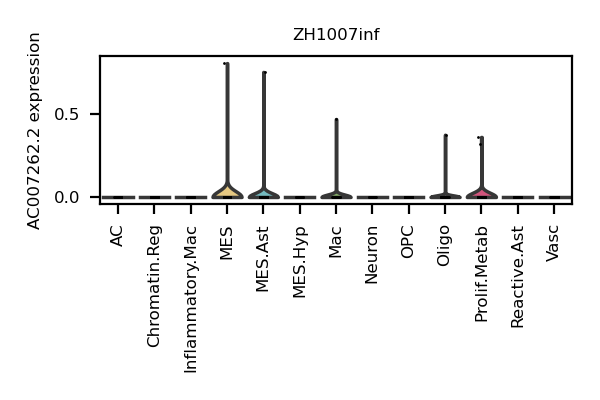 ZH1007inf
AC007262.2 expression
0.5
0.0
AC
Chromatin.Reg
Inflammatory.Mac
MES
MES.Ast
MES.Hyp
Mac
Neuron
OPC
Oligo
Prolif.Metab
Reactive.Ast
Vasc